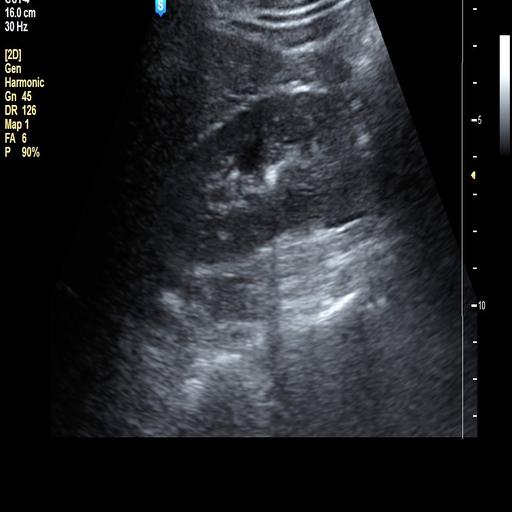 16.0 cm
30 Hz
S
[2D]
Gen
Harmonic
Gn 45
DR 126
Map 1
FA 6
P 90%
5
10